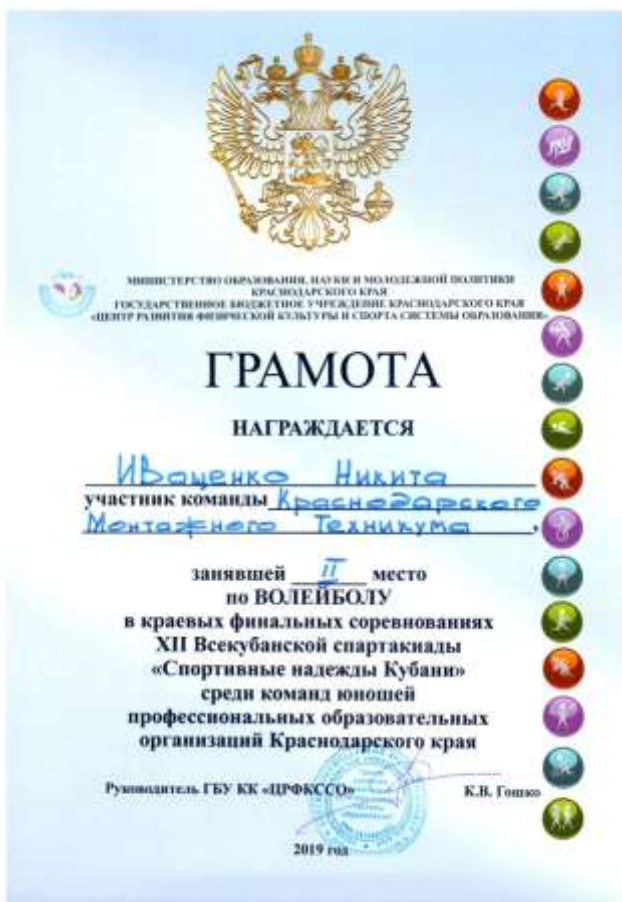 МИНИСТЕРСТВО ОБРАЗОВАНИЯ, НАУКИ И МОЛОДЕЖНОЙ ПОЛИТИКИ
КРАСНОДАРСКОГО КРАЯ
ГОСУДАРСТВЕННОЕ БЮДЖЕТНОЕ УЧРЕЖДЕНИЕ КРАСНОДАРСКОГО КРАЯ
«ЦЕНТР РАЗВИТИЯ ФИЗИЧЕСКОЙ КУЛЬТУРЫ И СПОРТА СИСТЕМЫ ОБРАЗОВАНИЯ»
ГРАМОТА
НАГРАЖДАЕТСЯ
Иваценко Никита
участник команды Краснодарского
Монтажного Техникума,
занявшей II место
по ВОЛЕЙБОЛУ
в краевых финальных соревнованиях
XII Всекубанской спартакиады
«Спортивные надежды Кубани»
среди команд юношей
профессиональных образовательных
организаций Краснодарского края
Руководитель ГБУ КК «ЦРФКССО» К.В. Гошко
2019 год